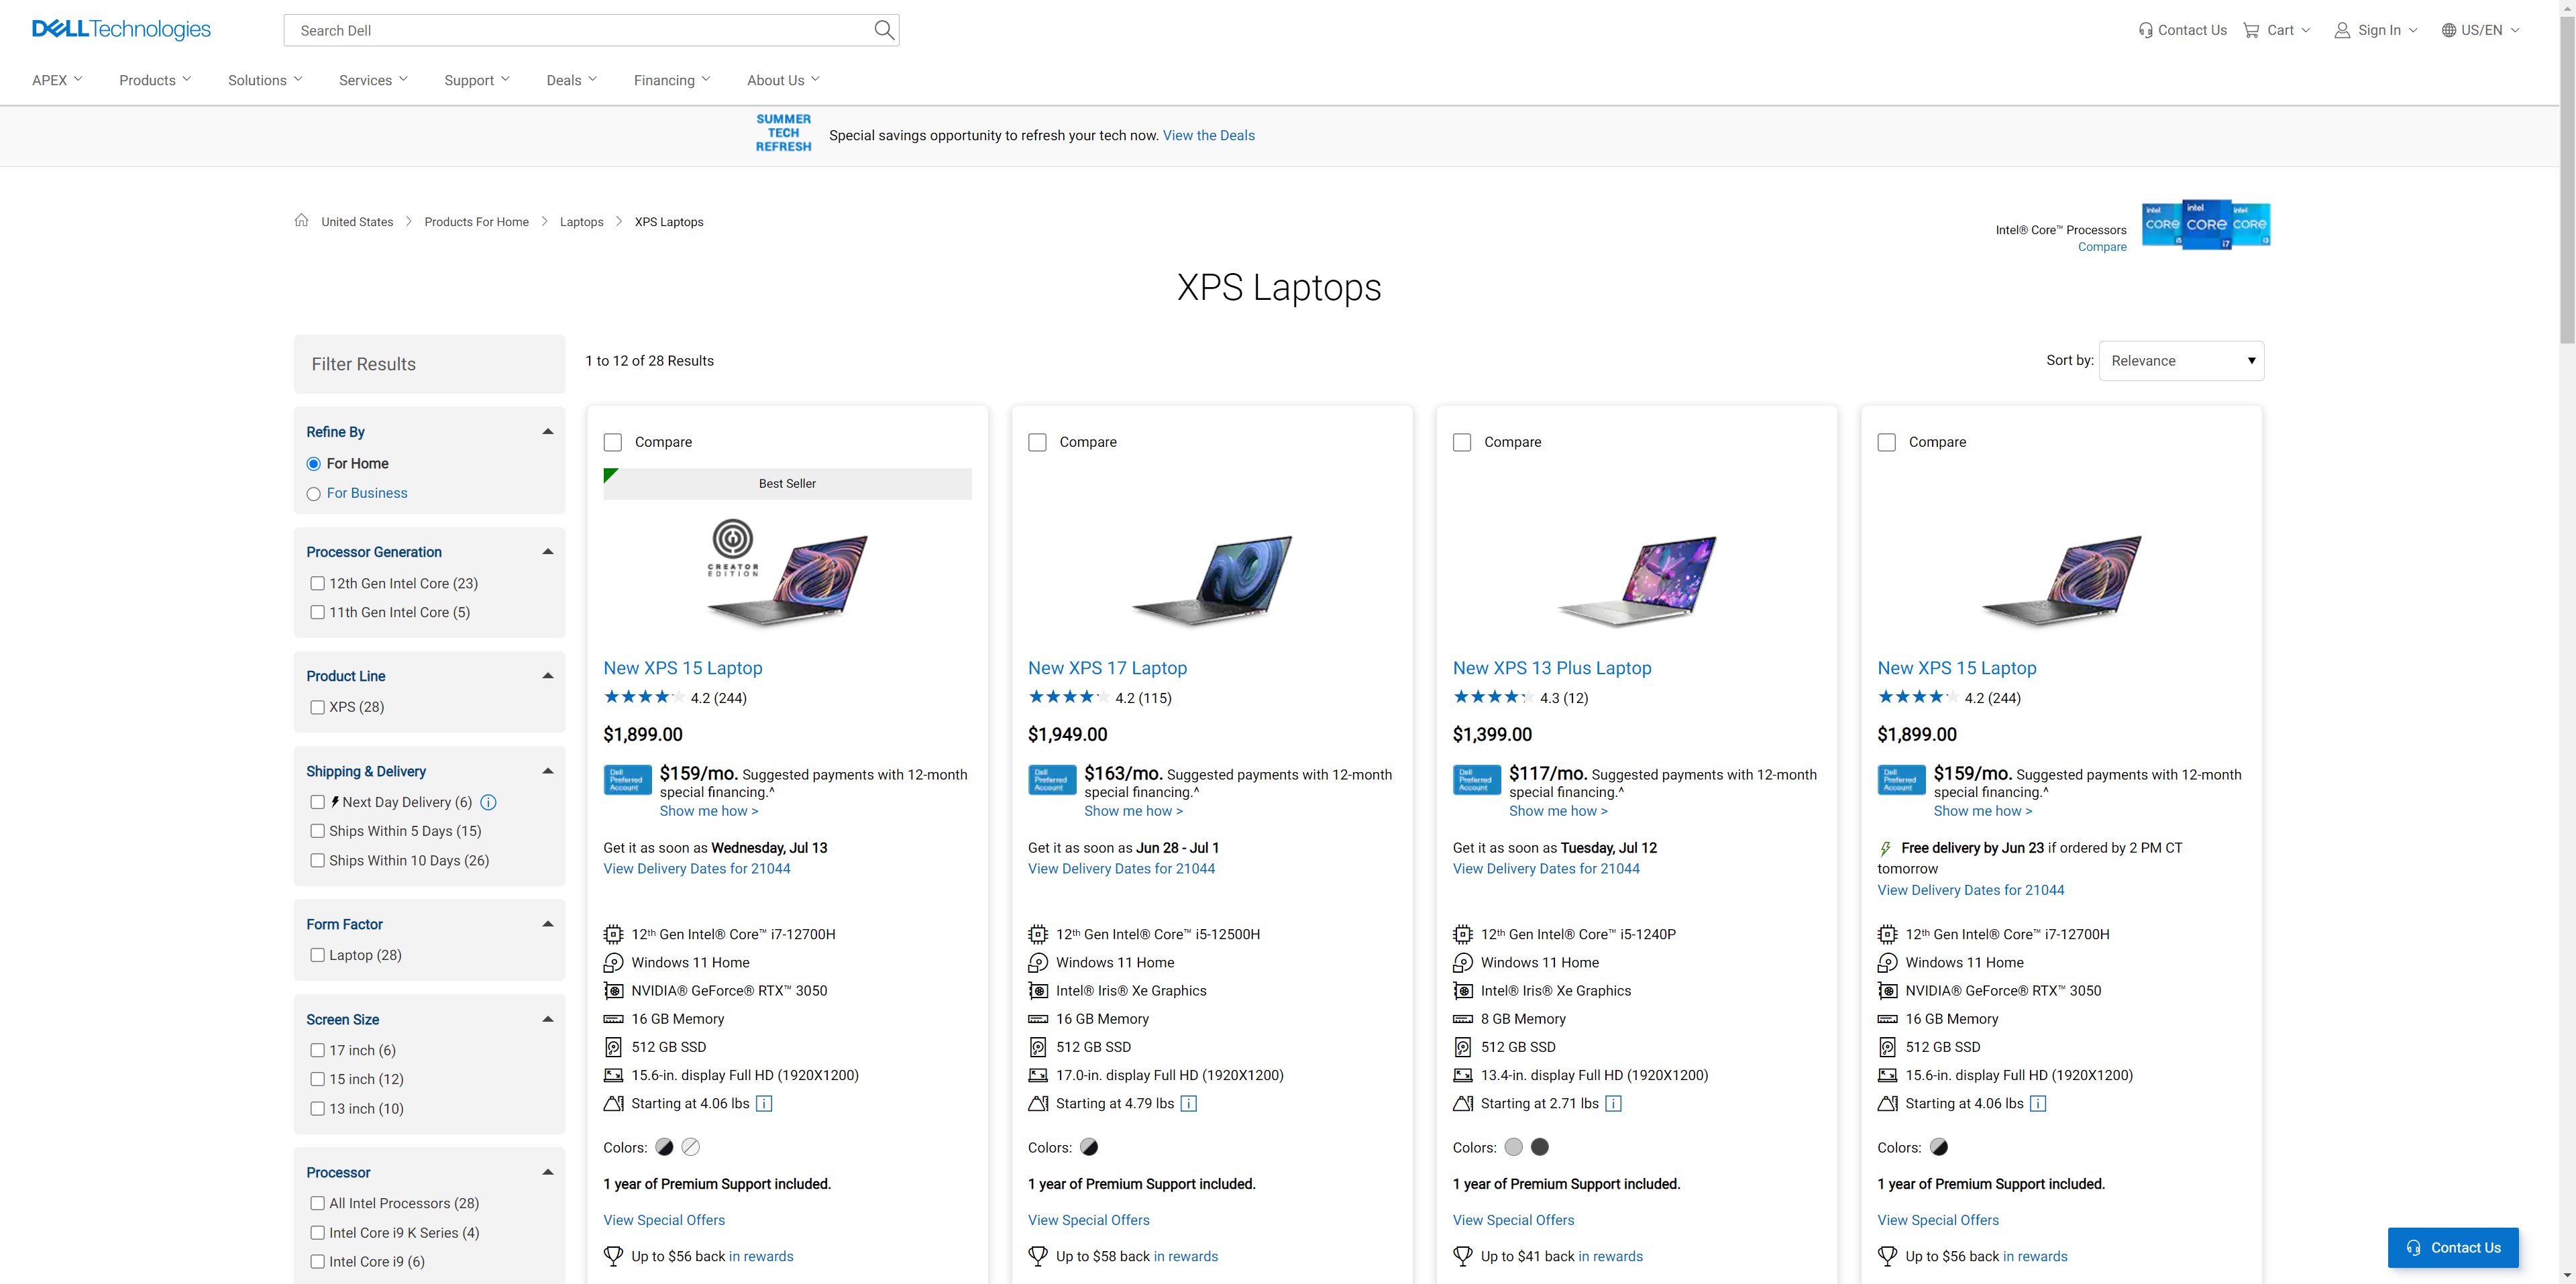 DELL Technologies
Search Dell
Contact Us
Cart
Sign In
US/EN
APEX
Products
Solutions
Services
Support
Deals
Financing
About Us
SUMMER
TECH
REFRESH
Special savings opportunity to refresh your tech now. View the Deals
United States
Products For Home
Laptops
XPS Laptops
Intel® Core™ Processors
Compare
intel
CORE
i5
intel
CORE
i7
intel
CORE
i3
XPS Laptops
Filter Results
1 to 12 of 28 Results
Sort by:
Relevance
Refine By
For Home
For Business
Processor Generation
12th Gen Intel Core (23)
11th Gen Intel Core (5)
Product Line
XPS (28)
Shipping & Delivery
Next Day Delivery (6)
Ships Within 5 Days (15)
Ships Within 10 Days (26)
Form Factor
Laptop (28)
Screen Size
17 inch (6)
15 inch (12)
13 inch (10)
Processor
All Intel Processors (28)
Intel Core i9 K Series (4)
Intel Core i9 (6)
Compare
Best Seller
CREATOR
EDITION
New XPS 15 Laptop
4.2 (244)
$1,899.00
Dell
Preferred
Account
$159/mo. Suggested payments with 12-month
special financing.^
Show me how >
Get it as soon as Wednesday, Jul 13
View Delivery Dates for 21044
12th Gen Intel® Core™ i7-12700H
Windows 11 Home
NVIDIA® GeForce® RTX™ 3050
16 GB Memory
512 GB SSD
15.6-in. display Full HD (1920X1200)
Starting at 4.06 lbs
Colors:
1 year of Premium Support included.
View Special Offers
Up to $56 back in rewards
Compare
New XPS 17 Laptop
4.2 (115)
$1,949.00
Dell
Preferred
Account
$163/mo. Suggested payments with 12-month
special financing.^
Show me how >
Get it as soon as Jun 28 - Jul 1
View Delivery Dates for 21044
12th Gen Intel® Core™ i5-12500H
Windows 11 Home
Intel® Iris® Xe Graphics
16 GB Memory
512 GB SSD
17.0-in. display Full HD (1920X1200)
Starting at 4.79 lbs
Colors:
1 year of Premium Support included.
View Special Offers
Up to $58 back in rewards
Compare
New XPS 13 Plus Laptop
4.3 (12)
$1,399.00
Dell
Preferred
Account
$117/mo. Suggested payments with 12-month
special financing.^
Show me how >
Get it as soon as Tuesday, Jul 12
View Delivery Dates for 21044
12th Gen Intel® Core™ i5-1240P
Windows 11 Home
Intel® Iris® Xe Graphics
8 GB Memory
512 GB SSD
13.4-in. display Full HD (1920X1200)
Starting at 2.71 lbs
Colors:
1 year of Premium Support included.
View Special Offers
Up to $41 back in rewards
Compare
New XPS 15 Laptop
4.2 (244)
$1,899.00
Dell
Preferred
Account
$159/mo. Suggested payments with 12-month
special financing.^
Show me how >
Free delivery by Jun 23 if ordered by 2 PM CT
tomorrow
View Delivery Dates for 21044
12th Gen Intel® Core™ i7-12700H
Windows 11 Home
NVIDIA® GeForce® RTX™ 3050
16 GB Memory
512 GB SSD
15.6-in. display Full HD (1920X1200)
Starting at 4.06 lbs
Colors:
1 year of Premium Support included.
View Special Offers
Up to $56 back in rewards
Contact Us